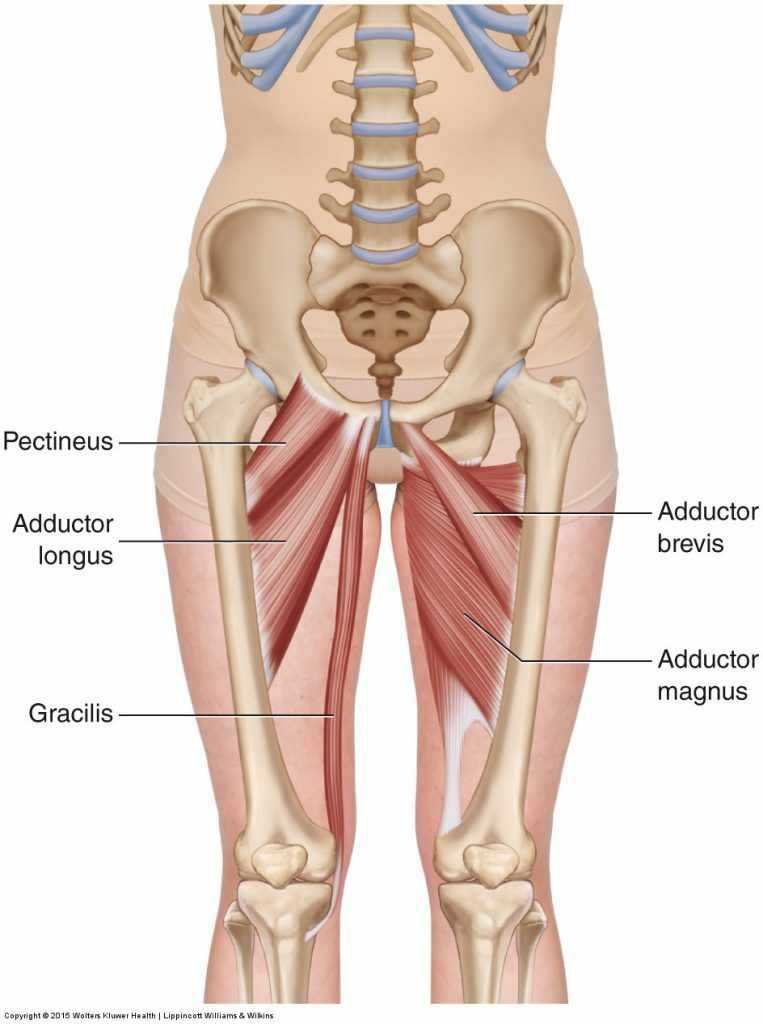 Pectineus
Adductor
longus
Gracilis
Adductor
brevis
Adductor
magnus
Copyright © 2015 Wolters Kluwer Health | Lippincott Williams & Wilkins